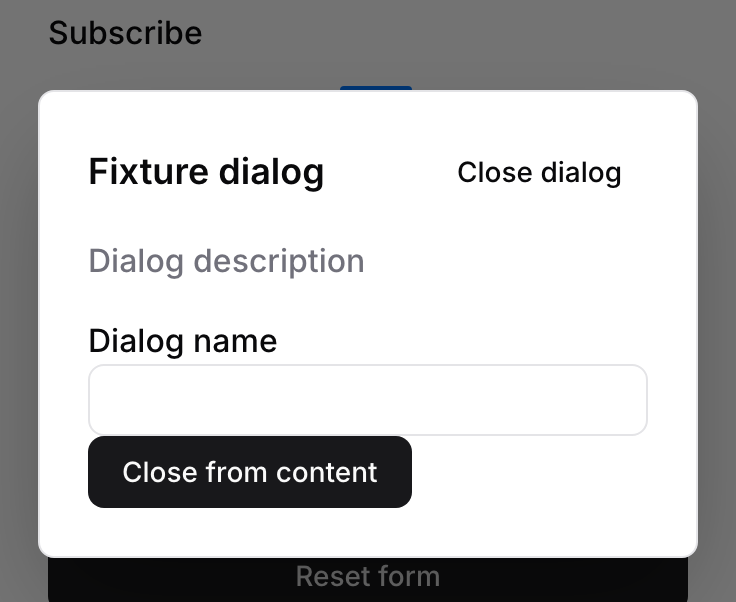 Subscribe
Fixture dialog
Close dialog
Dialog description
Dialog name
Close from content
Reset form